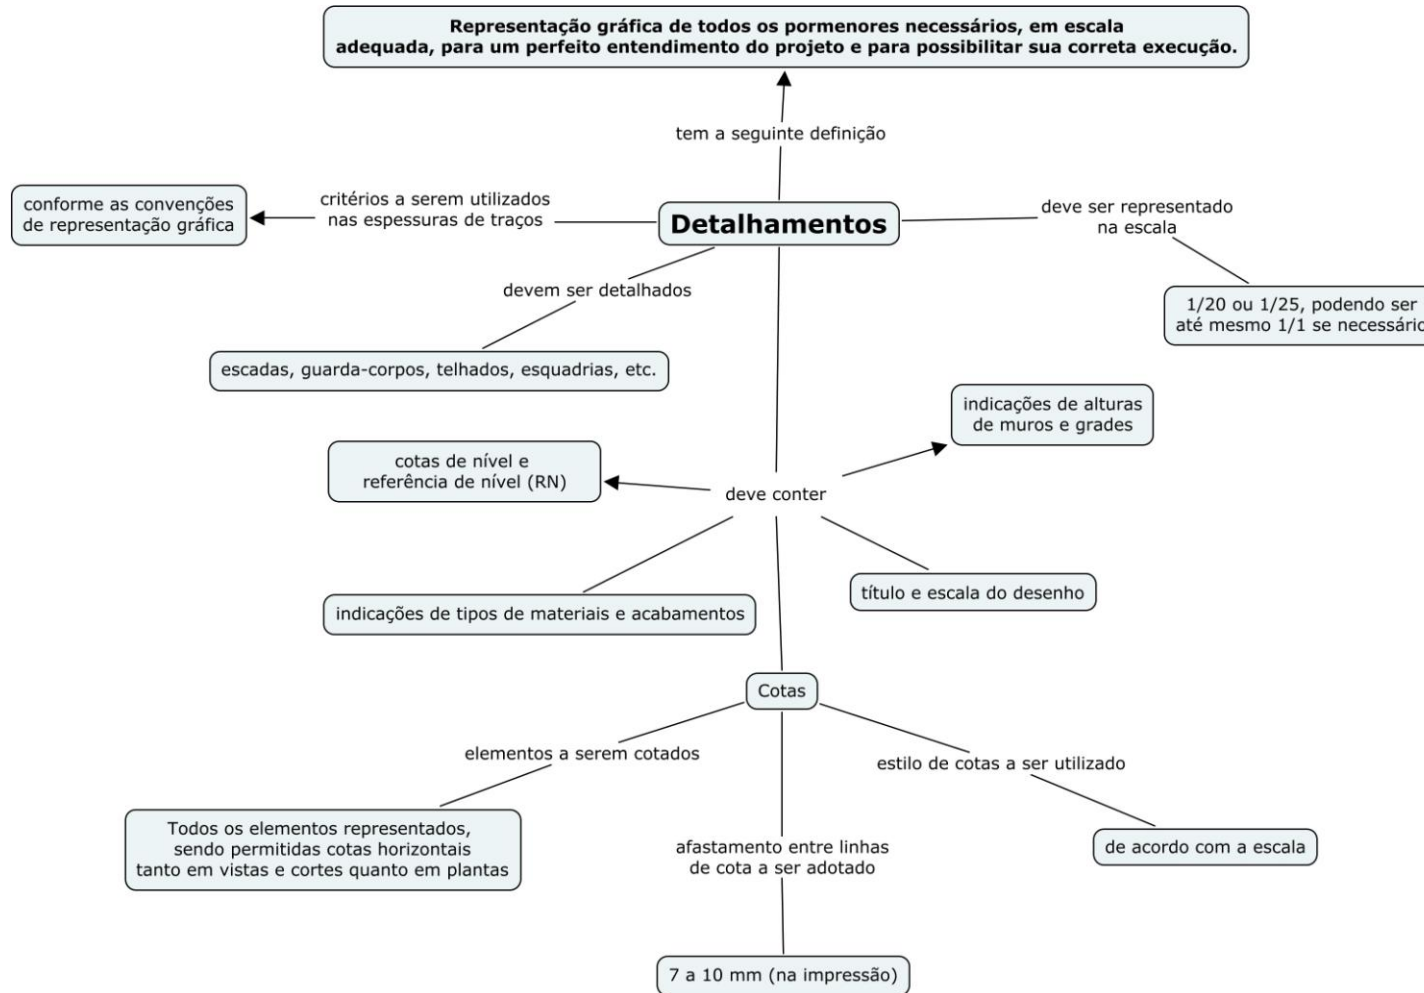 Representação gráfica de todos os pormenores necessários, em escala
adequada, para um perfeito entendimento do projeto e para possibilitar sua correta execução.
tem a seguinte definição
conforme as convenções
de representação gráfica
critérios a serem utilizados
nas espessuras de traços
Detalhamentos
deve ser representado
na escala
devem ser detalhados
1/20 ou 1/25, podendo ser
até mesmo 1/1 se necessário
escadas, guarda-corpos, telhados, esquadrias, etc.
indicações de alturas
de muros e grades
cotas de nível e
referência de nível (RN)
deve conter
título e escala do desenho
indicações de tipos de materiais e acabamentos
Cotas
elementos a serem cotados
estilo de cotas a ser utilizado
Todos os elementos representados,
sendo permitidas cotas horizontais
tanto em vistas e cortes quanto em plantas
afastamento entre linhas
de cota a ser adotado
de acordo com a escala
7 a 10 mm (na impressão)